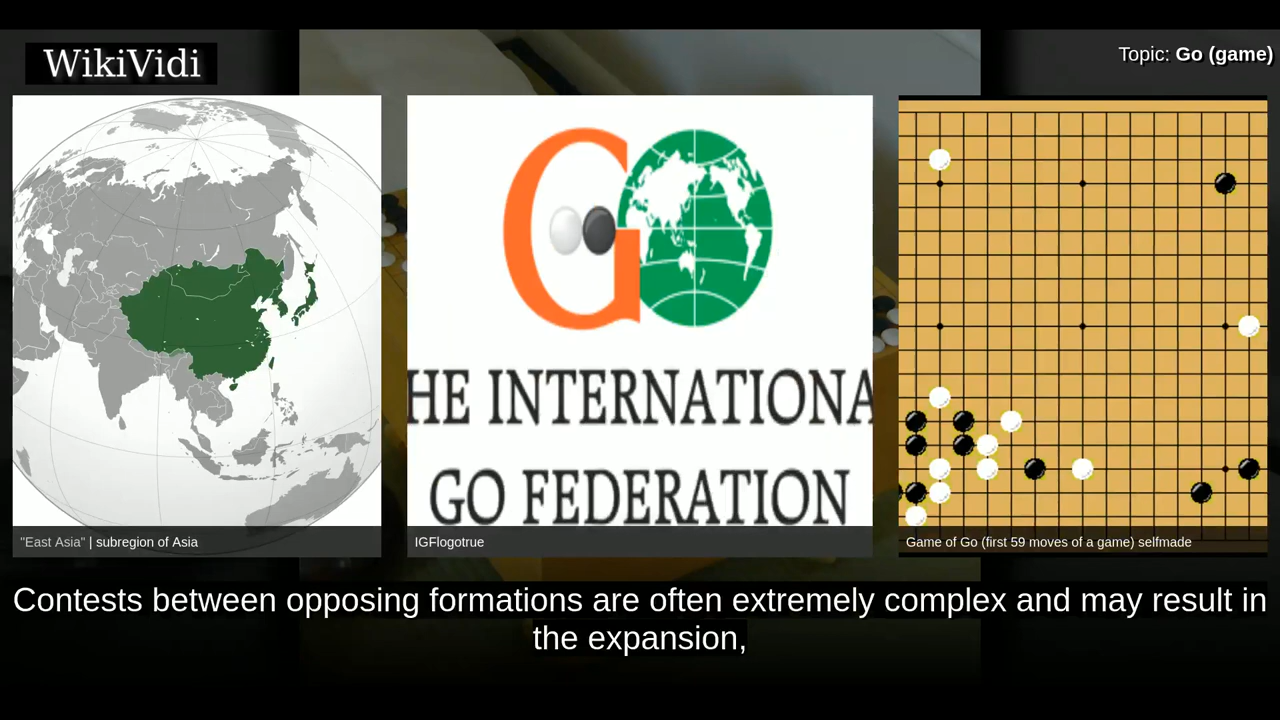 WikiVidi
Topic: Go (game)
GO
HE INTERNATIONA
GO FEDERATION
"East Asia" | subregion of Asia
IGFlogotrue
Game of Go (first 59 moves of a game) selfmade
Contests between opposing formations are often extremely complex and may result in
the expansion,